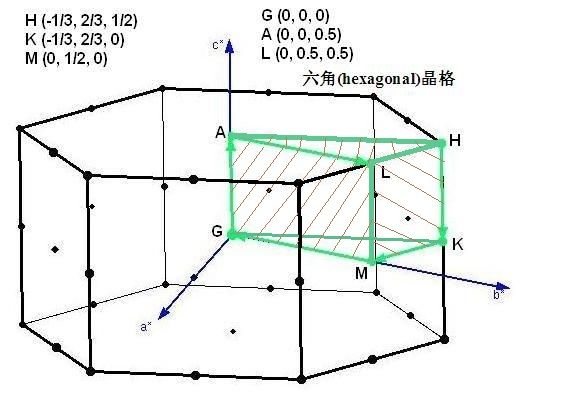 H (-1/3, 2/3, 1/2)
K (-1/3, 2/3, 0)
M (0, 1/2, 0)
G (0, 0, 0)
A (0, 0, 0.5)
L (0, 0.5, 0.5)
六角(hexagonal)晶格
c*
A
H
L
G
K
M
b*
a*